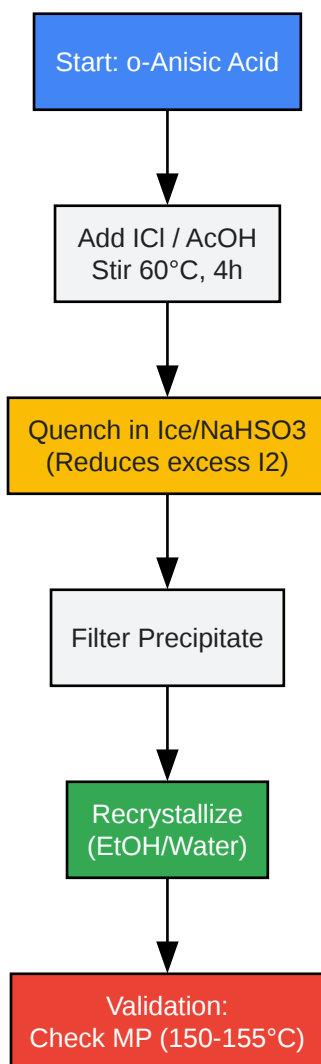 Start: o-Anisic Acid
Add ICl / AcOH
Stir 60°C, 4h
Quench in Ice/NaHSO3
(Reduces excess I2)
Filter Precipitate
Recrystallize
(EtOH/Water)
Validation:
Check MP (150-155°C)